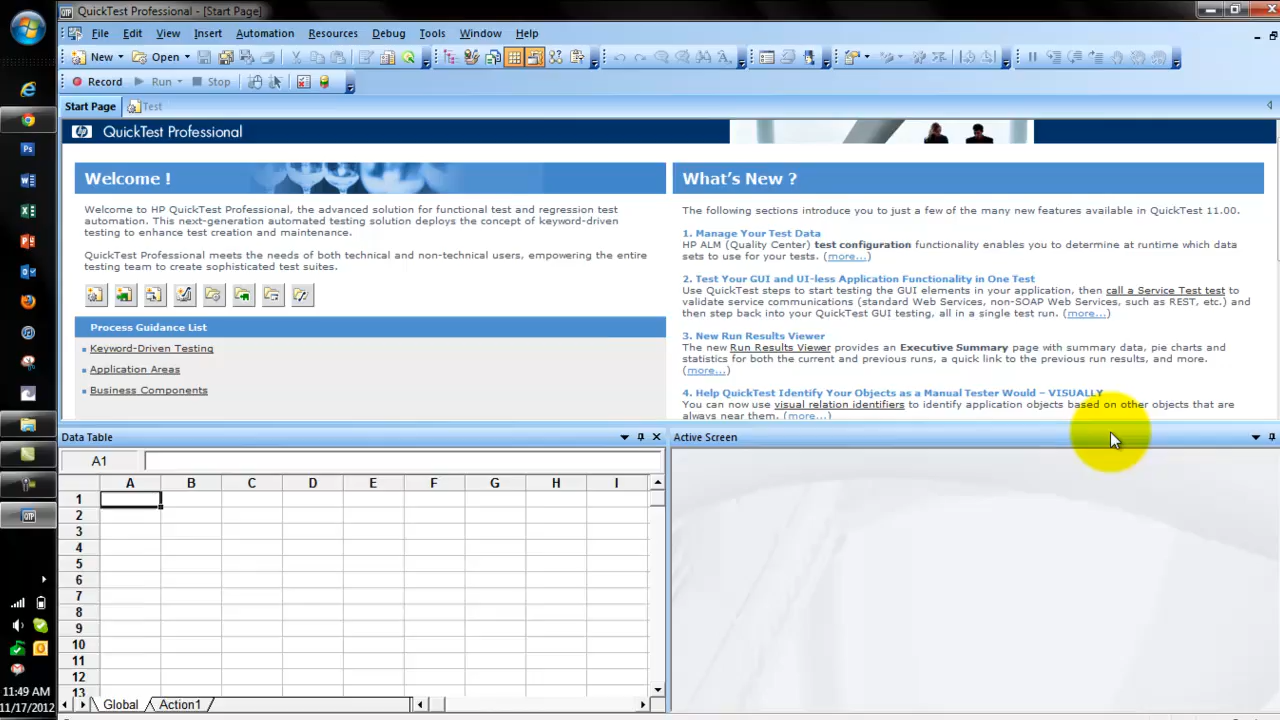 QuickTest Professional - [Start Page]
File Edit View Insert Automation Resources Debug Tools Window Help
New Open
Record Run Stop
Start Page Test
QuickTest Professional
Welcome !
Welcome to HP QuickTest Professional, the advanced solution for functional test and regression test
automation. This next-generation automated testing solution deploys the concept of keyword-driven
testing to enhance test creation and maintenance.
QuickTest Professional meets the needs of both technical and non-technical users, empowering the entire
testing team to create sophisticated test suites.
Process Guidance List
Keyword-Driven Testing
Application Areas
Business Components
What's New ?
The following sections introduce you to just a few of the many new features available in QuickTest 11.00.
1. Manage Your Test Data
HP ALM (Quality Center) test configuration functionality enables you to determine at runtime which data
sets to use for your tests. (more...)
2. Test Your GUI and UI-less Application Functionality in One Test
Use QuickTest steps to start testing the GUI elements in your application, then call a Service Test test to
validate service communications (standard Web Services, non-SOAP Web Services, such as REST, etc.) and
then step back into your QuickTest GUI testing, all in a single test run. (more...)
3. New Run Results Viewer
The new Run Results Viewer provides an Executive Summary page with summary data, pie charts and
statistics for both the current and previous runs, a quick link to the previous run results, and more.
(more...)
4. Help QuickTest Identify Your Objects as a Manual Tester Would – VISUALLY
You can now use visual relation identifiers to identify application objects based on other objects that are
always near them. (more...)
Data Table
A1
A B C D E F G H I
1
2
3
4
5
6
7
8
9
10
11
12
13
Global Action1
Active Screen
QTP
Ps
11:49 AM
11/17/2012